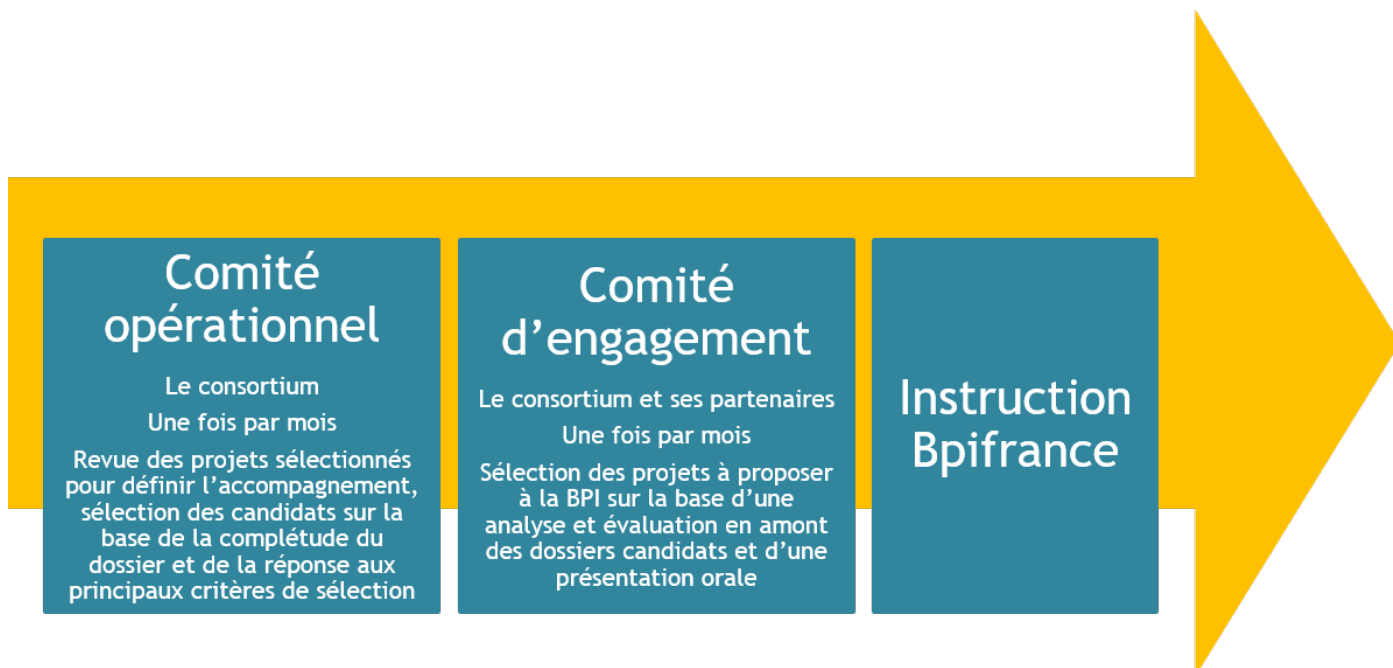 Comité
opérationnel
Le consortium
Une fois par mois
Revue des projets sélectionnés
pour définir l’accompagnement,
sélection des candidats sur la
base de la complétude du
dossier et de la réponse aux
principaux critères de sélection
Comité
d’engagement
Le consortium et ses partenaires
Une fois par mois
Sélection des projets à proposer
à la BPI sur la base d’une
analyse et évaluation en amont
des dossiers candidats et d’une
présentation orale
Instruction
Bpifrance